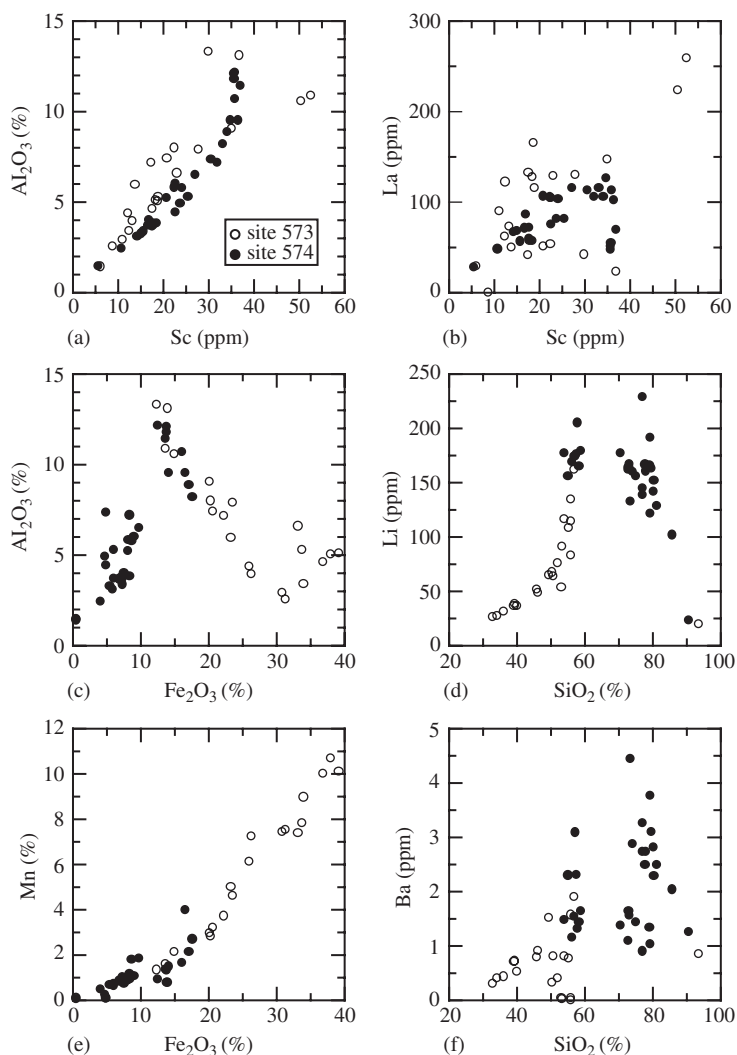 15
10
5
0
Al2O3 (%)
0 10 20 30 40 50 60
(a) Sc (ppm)
site 573
site 574
300
200
100
0
La (ppm)
0 10 20 30 40 50 60
(b) Sc (ppm)
15
10
5
0
Al2O3 (%)
0 10 20 30 40
(c) Fe2O3 (%)
250
200
150
100
50
0
Li (ppm)
20 40 60 80 100
(d) SiO2 (%)
12
10
8
6
4
2
0
Mn (%)
0 10 20 30 40
(e) Fe2O3 (%)
5
4
3
2
1
0
Ba (ppm)
20 40 60 80 100
(f) SiO2 (%)